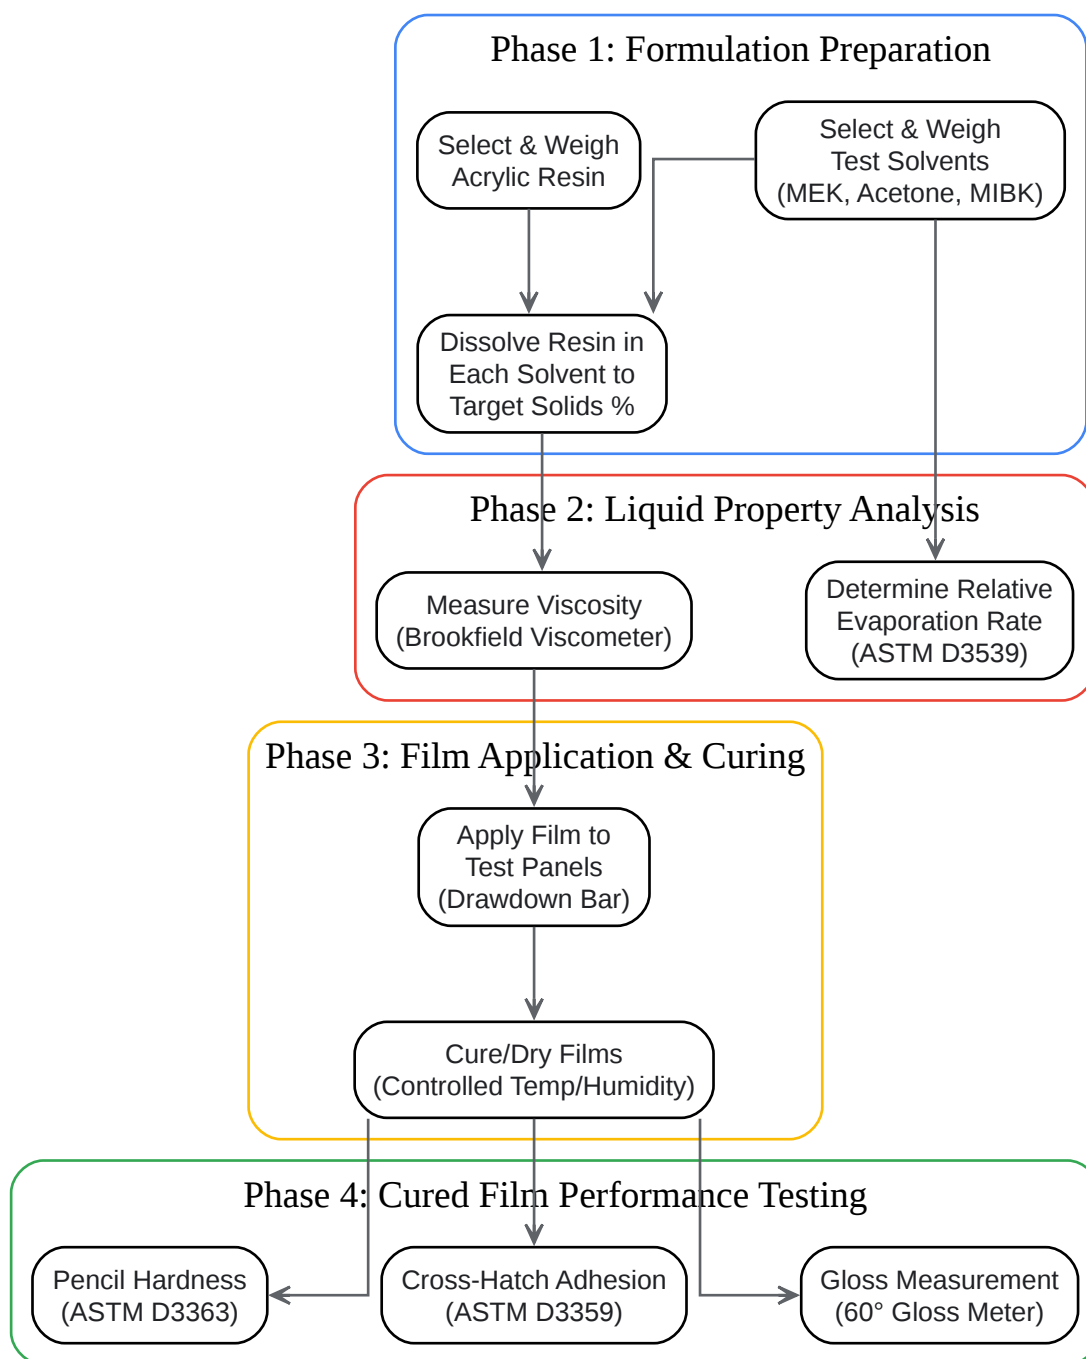 Phase 1: Formulation Preparation
Select & Weigh
Acrylic Resin
Select & Weigh
Test Solvents
(MEK, Acetone, MIBK)
Dissolve Resin in
Each Solvent to
Target Solids %
Phase 2: Liquid Property Analysis
Measure Viscosity
(Brookfield Viscometer)
Determine Relative
Evaporation Rate
(ASTM D3539)
Phase 3: Film Application & Curing
Apply Film to
Test Panels
(Drawdown Bar)
Cure/Dry Films
(Controlled Temp/Humidity)
Phase 4: Cured Film Performance Testing
Pencil Hardness
(ASTM D3363)
Cross-Hatch Adhesion
(ASTM D3359)
Gloss Measurement
(60° Gloss Meter)